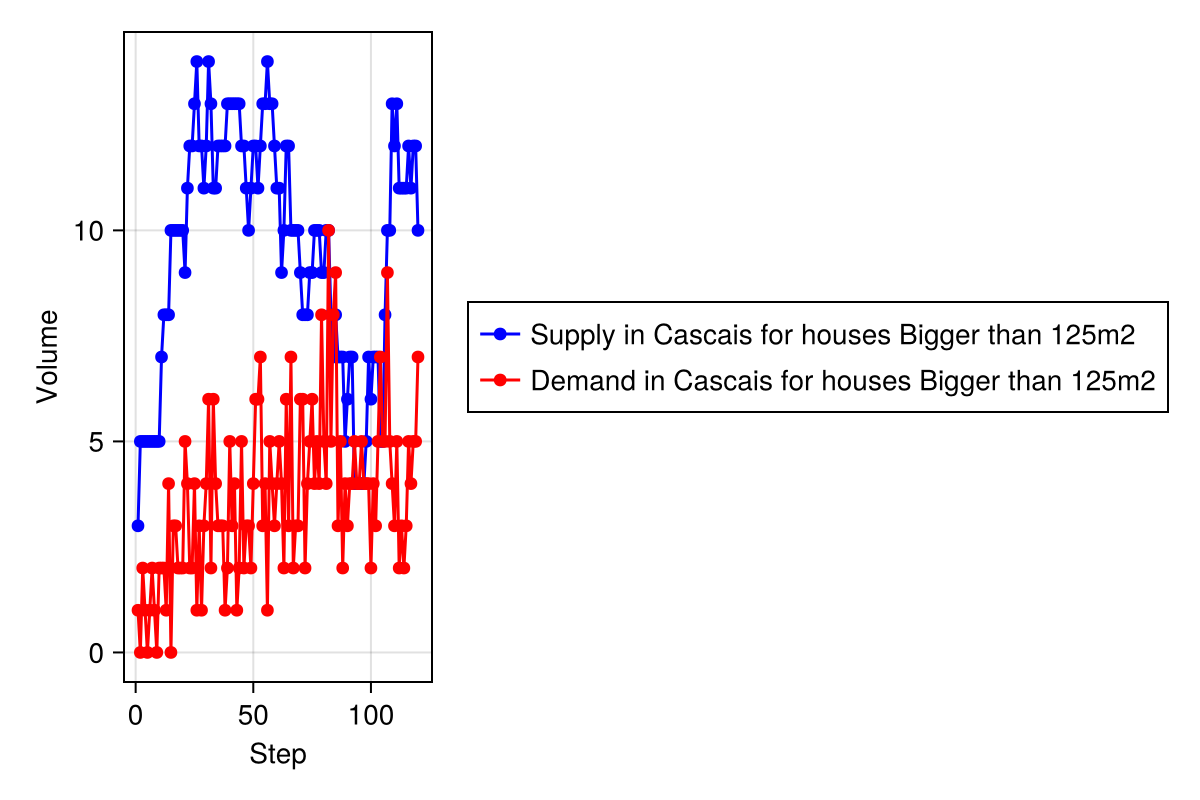 10
5
0
Volume
0 50 100
Step
Supply in Cascais for houses Bigger than 125m2
Demand in Cascais for houses Bigger than 125m2